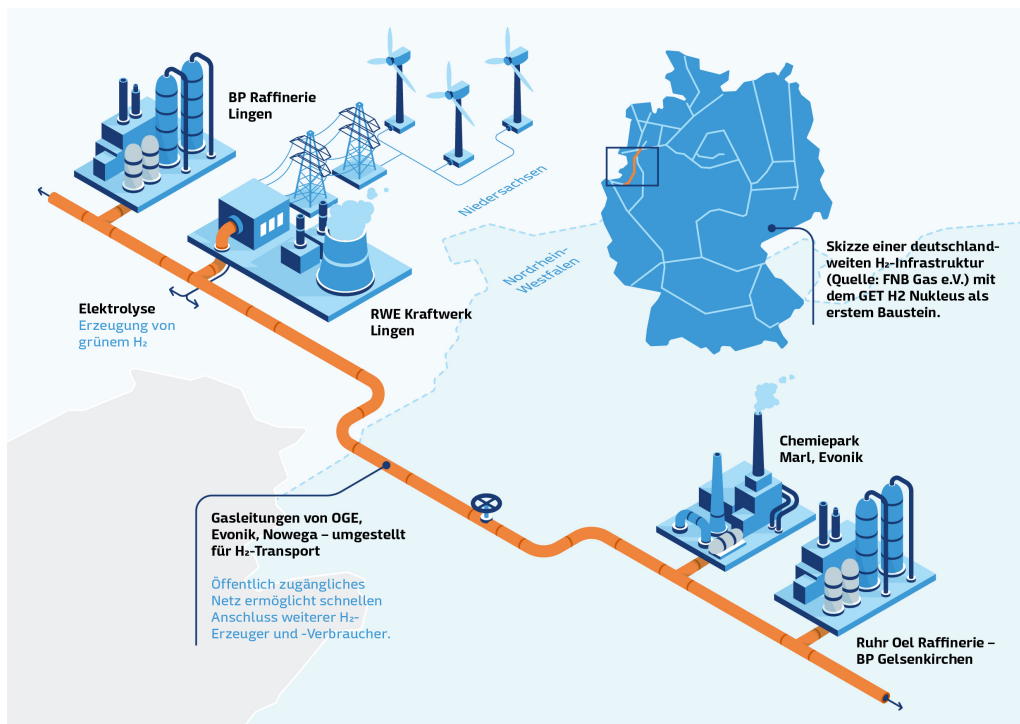 BP Raffinerie
Lingen
Niedersachsen
Nordrhein-
Westfalen
Skizze einer deutschland-
weiten H₂-Infrastruktur
(Quelle: FNB Gas e.V.) mit
dem GET H2 Nukleus als
erstem Baustein.
Elektrolyse
Erzeugung von
grünem H₂
RWE Kraftwerk
Lingen
Chemiepark
Marl, Evonik
Gasleitungen von OGE,
Evonik, Nowega – umgestellt
für H₂-Transport
Öffentlich zugängliches
Netz ermöglicht schnellen
Anschluss weiterer H₂-
Erzeuger und -Verbraucher.
Ruhr Oel Raffinerie –
BP Gelsenkirchen